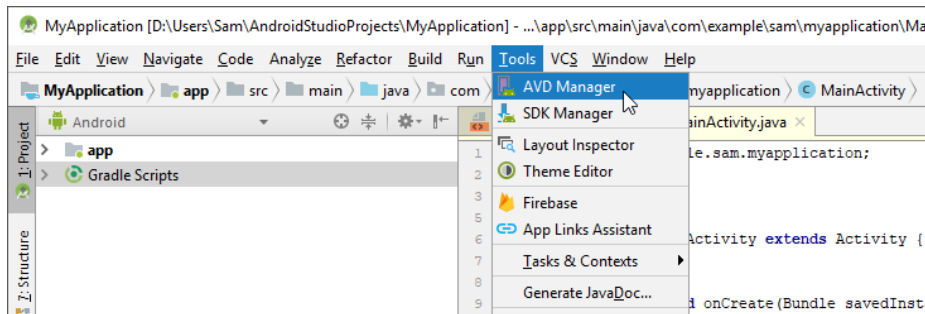 MyApplication [D:\Users\Sam\AndroidStudioProjects\MyApplication] - ...\app\src\main\java\com\example\sam\myapplication\Ma
File Edit View Navigate Code Analyze Refactor Build Run Tools VCS Window Help
MyApplication app src main java com myapplication MainActivity
AVD Manager
SDK Manager
Layout Inspector
Theme Editor
Firebase
App Links Assistant
Tasks & Contexts
Generate JavaDoc...
1: Project
Z: Structure
Android
app
Gradle Scripts
ainActivity.java
1 le.sam.myapplication;
2
3
5
6 Activity extends Activity {
7
8
9 d onCreate(Bundle savedInst